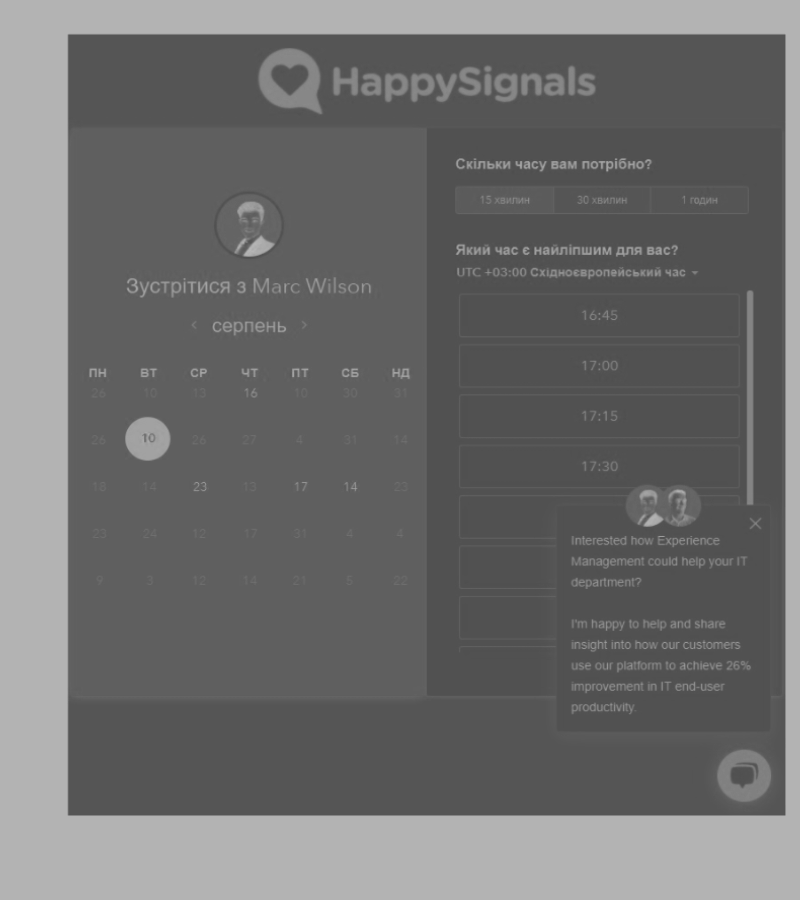 HappySignals
Зустрітися з Marc Wilson
серпень
ПН ВТ СР ЧТ ПТ СБ НД
26 10 13 16 10 30 31
26 10 26 27 4 31 14
18 14 23 13 17 14 23
23 24 12 17 31 4 4
9 3 12 14 21 5 22
Скільки часу вам потрібно?
15 хвилин 30 хвилин 1 годин
Який час є найліпшим для вас?
UTC +03:00 Східноєвропейський час
16:45
17:00
17:15
17:30
Interested how Experience
Management could help your IT
department?
I'm happy to help and share
insight into how our customers
use our platform to achieve 26%
improvement in IT end-user
productivity.